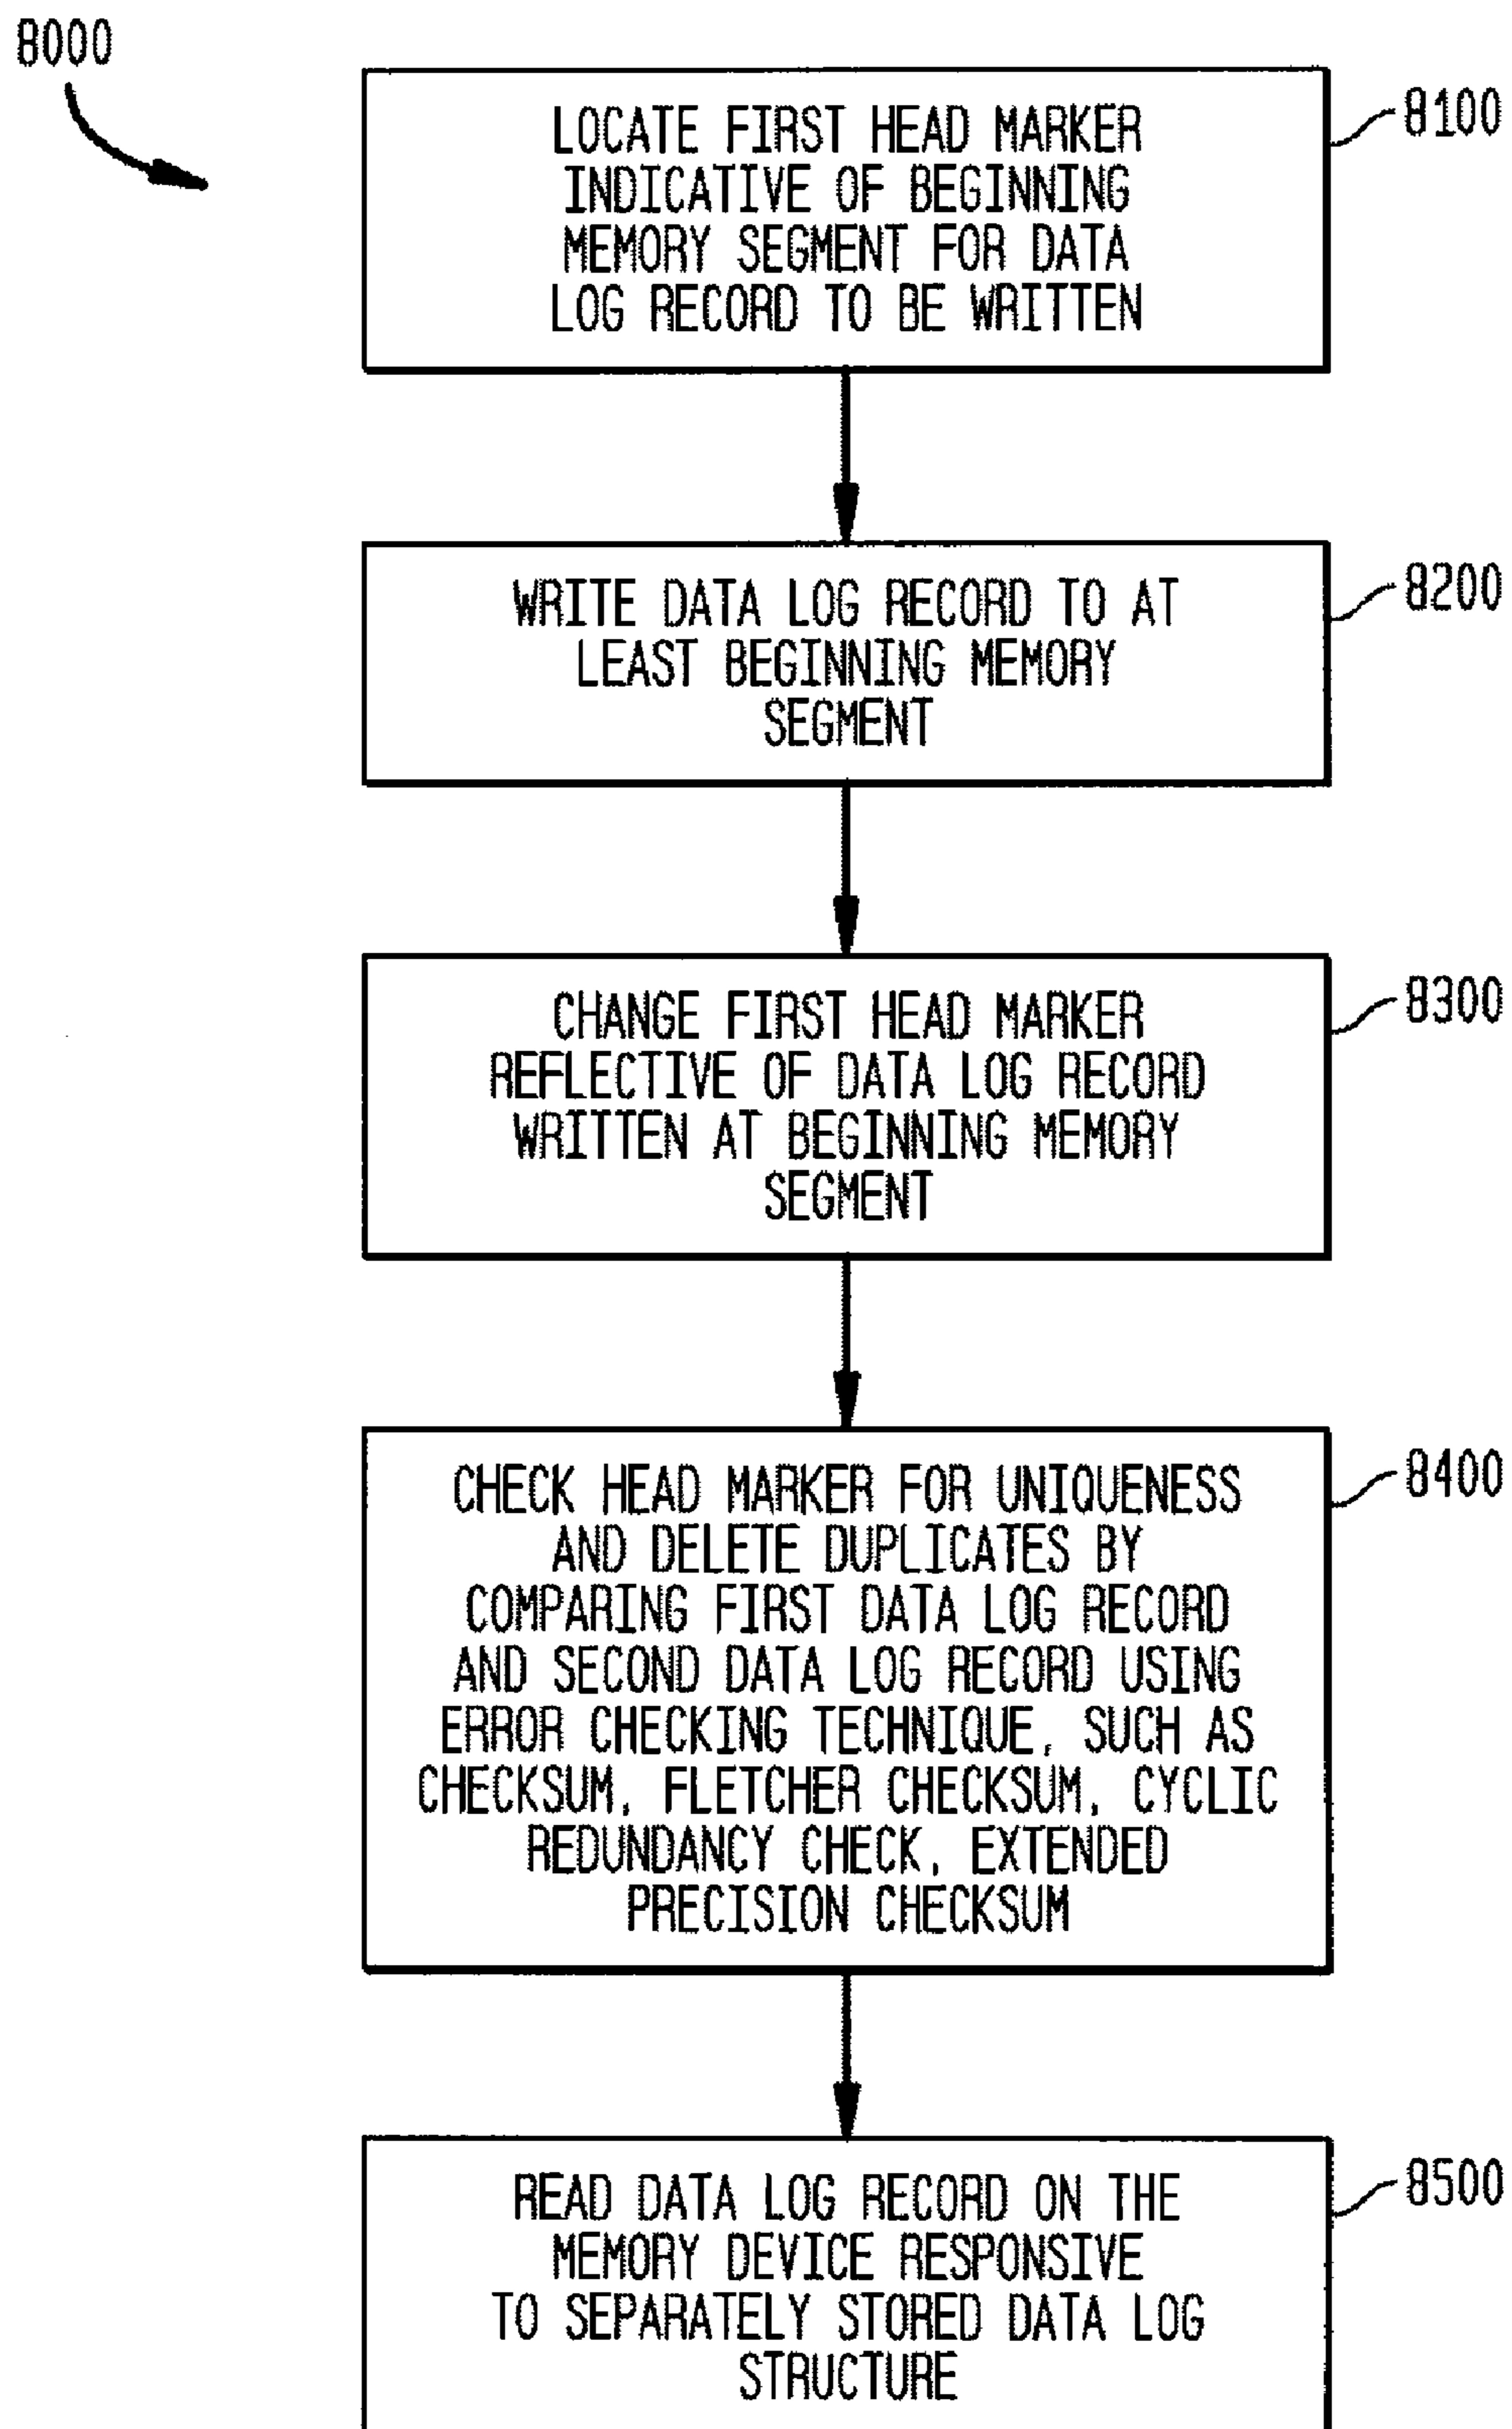 8000
LOCATE FIRST HEAD MARKER
INDICATIVE OF BEGINNING
MEMORY SEGMENT FOR DATA
LOG RECORD TO BE WRITTEN
8100
WRITE DATA LOG RECORD TO AT
LEAST BEGINNING MEMORY
SEGMENT
8200
CHANGE FIRST HEAD MARKER
REFLECTIVE OF DATA LOG RECORD
WRITTEN AT BEGINNING MEMORY
SEGMENT
8300
CHECK HEAD MARKER FOR UNIQUENESS
AND DELETE DUPLICATES BY
COMPARING FIRST DATA LOG RECORD
AND SECOND DATA LOG RECORD USING
ERROR CHECKING TECHNIQUE, SUCH AS
CHECKSUM, FLETCHER CHECKSUM, CYCLIC
REDUNDANCY CHECK, EXTENDED
PRECISION CHECKSUM
8400
READ DATA LOG RECORD ON THE
MEMORY DEVICE RESPONSIVE
TO SEPARATELY STORED DATA LOG
STRUCTURE
8500